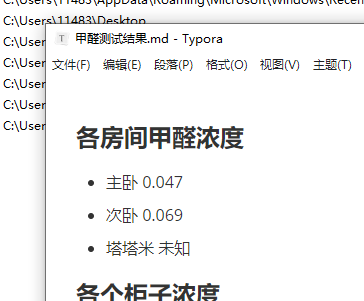 C:\Users\11483\AppData\Roaming\Microsoft\Windows\Recen
C:\Users\11483\Desktop
C:\User
甲醛测试结果.md - Typora
C:\User
文件(F) 编辑(E) 段落(P) 格式(O) 视图(V) 主题(T)
C:\User
C:\User
C:\User
各房间甲醛浓度
主卧 0.047
次卧 0.069
塔塔米 未知
各个柜子浓度